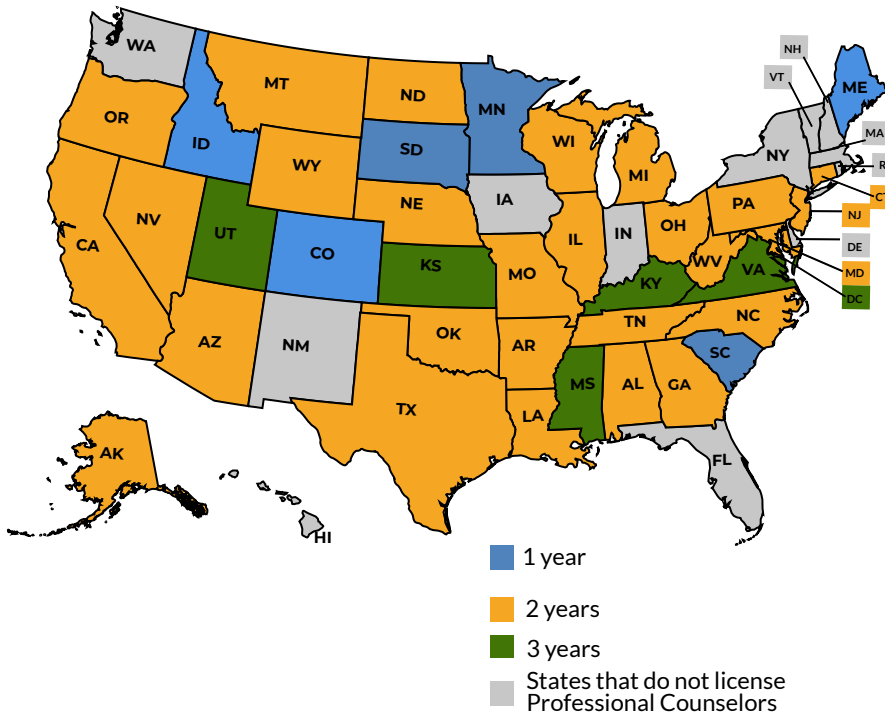 WA
NH
VT
ME
MT
ND
MN
MA
OR
ID
SD
WI
NY
R
WY
MI
CT
IA
NE
PA
NV
OH
NJ
UT
IL
IN
CA
CO
DE
WV
KS
VA
MD
MO
KY
DC
OK
TN
NC
AZ
NM
AR
SC
MS
AL
GA
TX
LA
AK
FL
HI
1 year
2 years
3 years
States that do not license
Professional Counselors